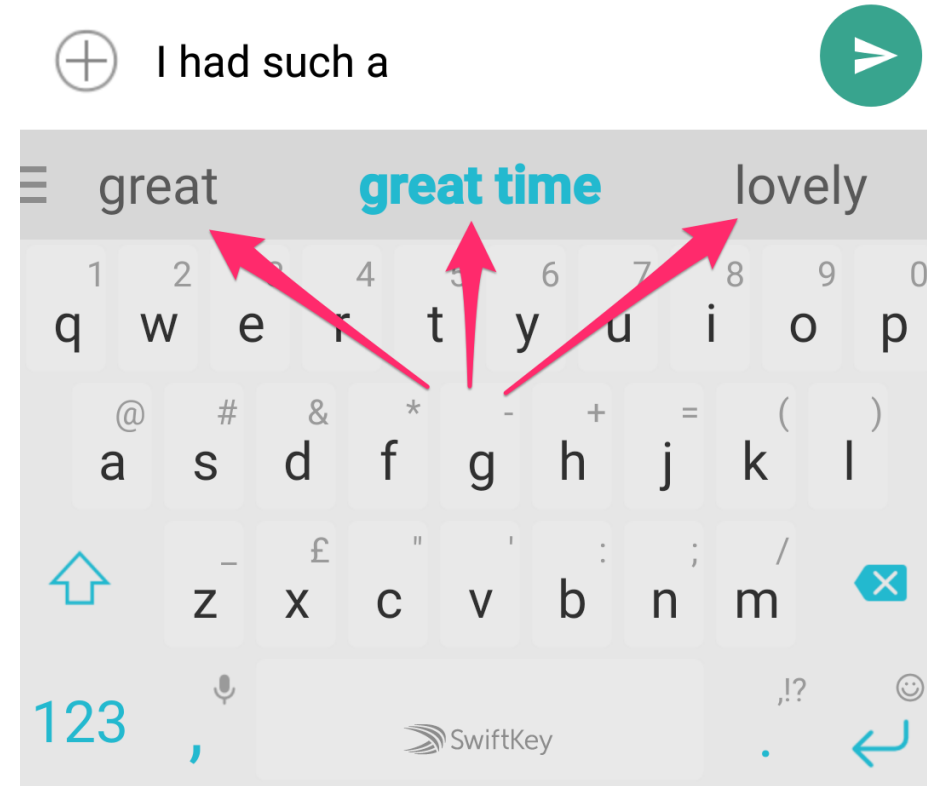 I had such a
great great time lovely
1 2 3 4 5 6 7 8 9 0
q w e r t y u i o p
@ # & * - + = ( )
a s d f g h j k l
_ £ " ' : ; /
z x c v b n m
,!?
123 , SwiftKey .